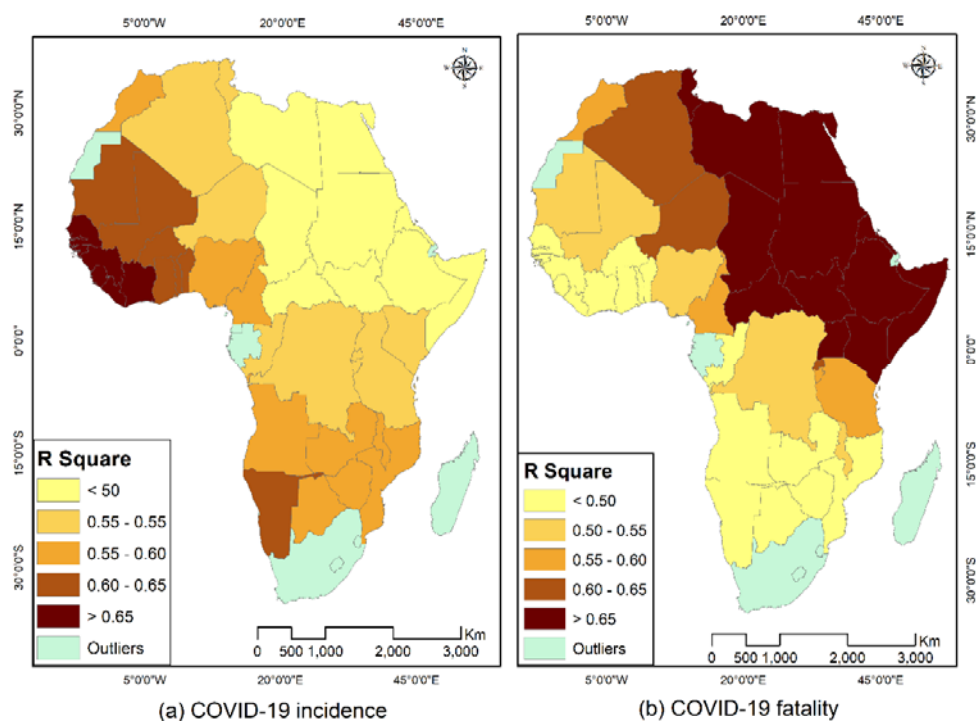 5°0'0"W 20°0'0"E 45°0'0"E
5°0'0"W 20°0'0"E 45°0'0"E
30°0'0"N
15°0'0"N
0°0'0"
15°0'0"S
30°0'0"S
N
R Square
< 50
0.55 - 0.55
0.55 - 0.60
0.60 - 0.65
> 0.65
Outliers
Km
0 500 1,000 2,000 3,000
5°0'0"W 20°0'0"E 45°0'0"E
(a) COVID-19 incidence
N
30°0'0"N
15°0'0"N
0°0'0"
15°0'0"S
30°0'0"S
R Square
< 0.50
0.50 - 0.55
0.55 - 0.60
0.60 - 0.65
> 0.65
Outliers
Km
0 500 1,000 2,000 3,000
5°0'0"W 20°0'0"E 45°0'0"E
(b) COVID-19 fatality